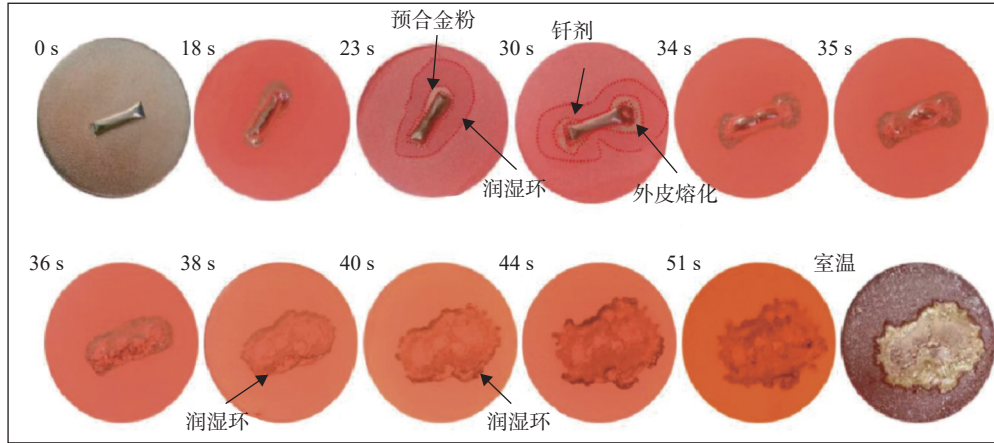 预合金粉
钎剂
0 s
18 s
23 s
30 s
34 s
35 s
润湿环
外皮熔化
36 s
38 s
40 s
44 s
51 s
室温
润湿环
润湿环